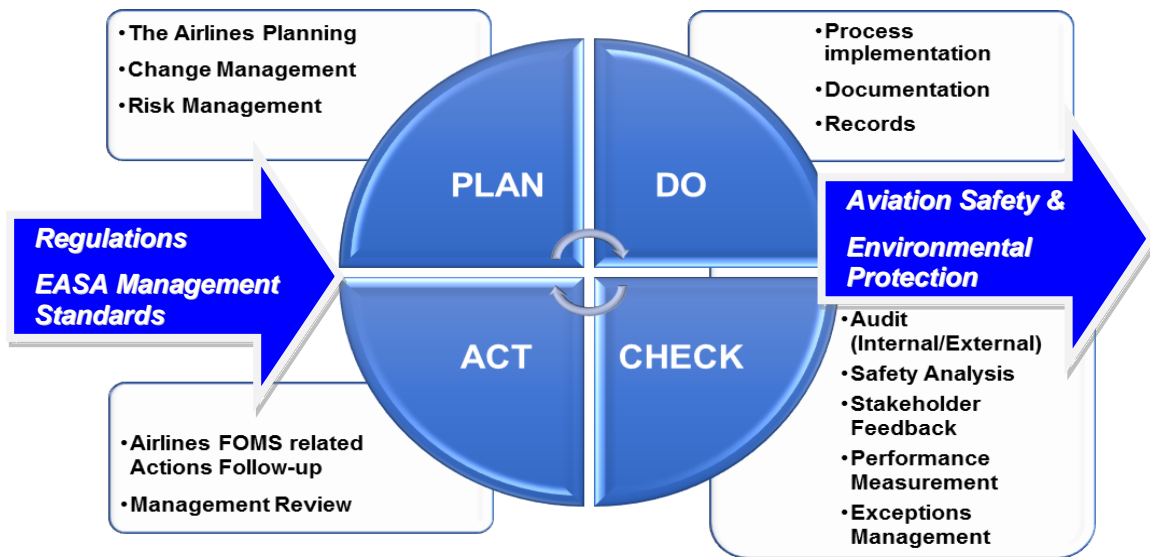 •The Airlines Planning
•Change Management
•Risk Management
•Process
implementation
•Documentation
•Records
PLAN
DO
Regulations
EASA Management
Standards
Aviation Safety &
Environmental
Protection
ACT
CHECK
•Airlines FOMS related
Actions Follow-up
•Management Review
•Audit
(Internal/External)
•Safety Analysis
•Stakeholder
Feedback
•Performance
Measurement
•Exceptions
Management